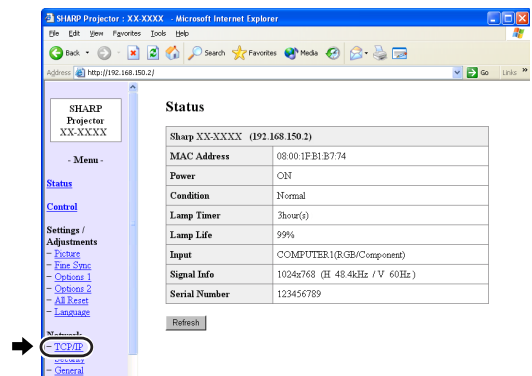 SHARP Projector : XX-XXXX - Microsoft Internet Explorer
File Edit View Favorites Tools Help
Back Search Favorites Media
Address http://192.168.150.2/ Go Links »
SHARP
Projector
XX-XXXX
- Menu -
Status
Control
Settings /
Adjustments
- Picture
- Fine Sync
- Options 1
- Options 2
- All Reset
- Language
Network
- TCP/IP
- Security
- General
Status
Sharp XX-XXXX (192.168.150.2)
MAC Address 08:00:1F:B1:B7:74
Power ON
Condition Normal
Lamp Timer 3hour(s)
Lamp Life 99%
Input COMPUTER1(RGB/Component)
Signal Info 1024x768 (H 48.4kHz / V 60Hz )
Serial Number 123456789
Refresh